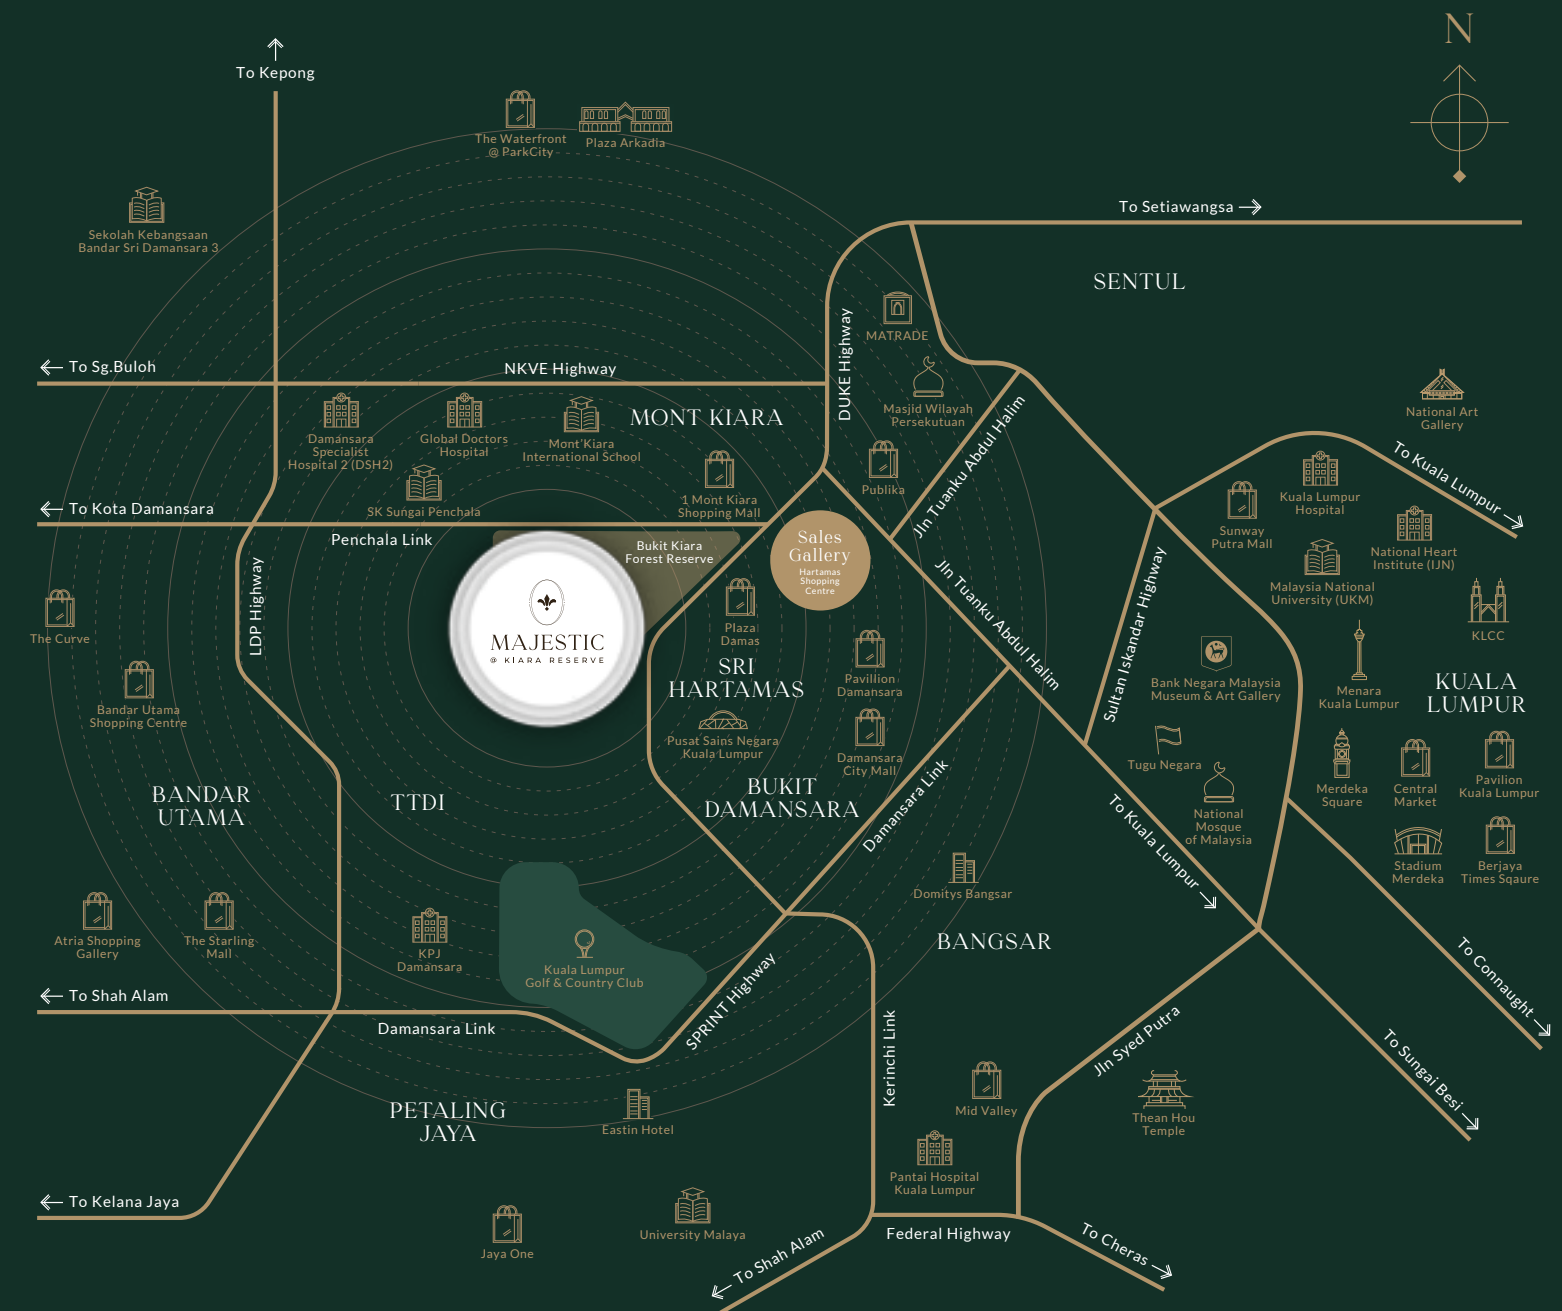 N
To Kepong
The Waterfront
@ ParkCity
Plaza Arkadia
Sekolah Kebangsaan
Bandar Sri Damansara 3
To Setiawangsa
SENTUL
MATRADE
DUKE Highway
To Sg.Buloh
NKVE Highway
Masjid Wilayah
Persekutuan
Jln Tuanku Abdul Halim
National Art
Gallery
MONT KIARA
Damansara
Specialist
Hospital 2 (DSH2)
Global Doctors
Hospital
Mont'Kiara
International School
SK Sungai Penchala
1 Mont Kiara
Shopping Mall
Publika
To Kuala Lumpur
Kuala Lumpur
Hospital
Sunway
Putra Mall
National Heart
Institute (IJN)
To Kota Damansara
Penchala Link
Bukit Kiara
Forest Reserve
Sales
Gallery
Hartamas
Shopping
Centre
Jln Tuanku Abdul Halim
Sultan Iskandar Highway
Malaysia National
University (UKM)
KLCC
LDP Highway
The Curve
MAJESTIC
@ KIARA RESERVE
Plaza
Damas
SRI
HARTAMAS
Pavillion
Damansara
Bank Negara Malaysia
Museum & Art Gallery
Menara
Kuala Lumpur
KUALA
LUMPUR
Bandar Utama
Shopping Centre
Pusat Sains Negara
Kuala Lumpur
Damansara
City Mall
Tugu Negara
Merdeka
Square
Central
Market
Pavilion
Kuala Lumpur
BANDAR
UTAMA
TTDI
BUKIT
DAMANSARA
Damansara Link
To Kuala Lumpur
National
Mosque
of Malaysia
Stadium
Merdeka
Berjaya
Times Sqaure
Domitys Bangsar
BANGSAR
Atria Shopping
Gallery
The Starling
Mall
KPJ
Damansara
Kuala Lumpur
Golf & Country Club
SPRINT Highway
To Connaught
To Shah Alam
Damansara Link
Kerinchi Link
Jln Syed Putra
To Sungai Besi
PETALING
JAYA
Eastin Hotel
Mid Valley
Thean Hou
Temple
Pantai Hospital
Kuala Lumpur
To Kelana Jaya
Jaya One
University Malaya
To Shah Alam
Federal Highway
To Cheras